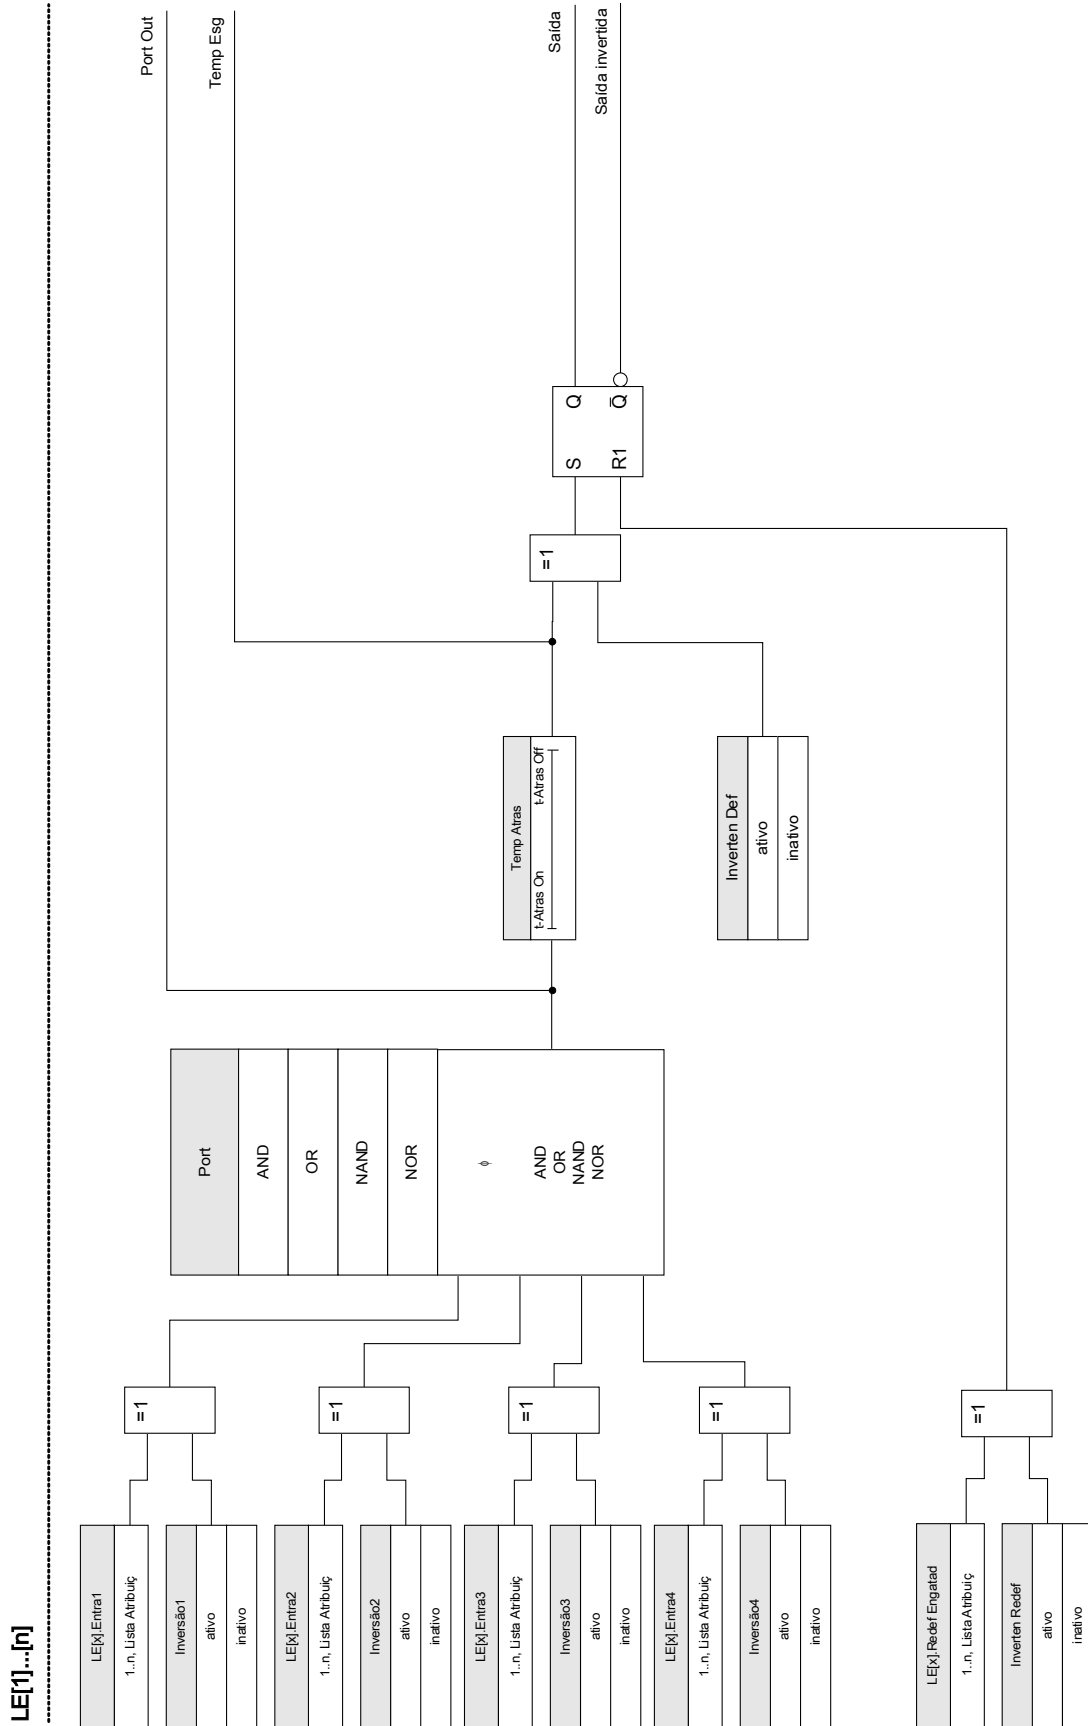 LE[1]...[n]
LE[x].Entra1
1..n, Lista Atribuiç
Inversão1
ativo
inativo
LE[x].Entra2
1..n, Lista Atribuiç
Inversão2
ativo
inativo
LE[x].Entra3
1..n, Lista Atribuiç
Inversão3
ativo
inativo
LE[x].Entra4
1..n, Lista Atribuiç
Inversão4
ativo
inativo
LE[x].Redef Engatad
1..n, Lista Atribuiç
Inverten Redef
ativo
inativo
=1
=1
=1
=1
=1
Port
AND
OR
NAND
NOR
ϕ
AND
OR
NAND
NOR
Temp Atras
t-Atras On
t-Atras Off
Inverten Def
ativo
inativo
=1
S
Q
R1
Q̅
Port Out
Temp Esg
Saída
Saída invertida